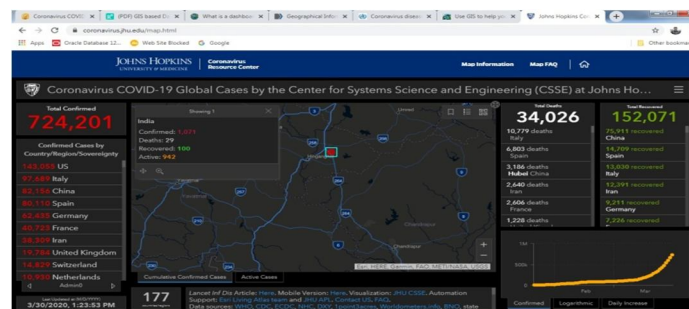 Coronavirus COVID
(PDF) GIS based D
What is a dashboa
Geographical Infor
Coronavirus diseas
Use GIS to help yo
Johns Hopkins Cor
coronavirus.jhu.edu/map.html
Apps
Oracle Database 12...
Web Site Blocked
Google
Other bookmar
JOHNS HOPKINS
UNIVERSITY & MEDICINE
Coronavirus
Resource Center
Map Information
Map FAQ
Coronavirus COVID-19 Global Cases by the Center for Systems Science and Engineering (CSSE) at Johns Ho...
Total Confirmed
724,201
Confirmed Cases by
Country/Region/Sovereignty
US
97,689 Italy
82,156 China
80,110 Spain
62,435 Germany
40,723 France
38,309 Iran
United Kingdom
14,829 Switzerland
10,930 Netherlands
Admin0
Last Updated at (M/D/YYYY)
3/30/2020, 1:23:53 PM
Showing 1
India
Confirmed: 1,071
Deaths: 29
Recovered: 100
Active: 942
Chandrapur
Esri, HERE, Garmin, FAO, METI/NASA, USGS
Cumulative Confirmed Cases
Active Cases
177
Lancet Inf Dis Article: Here. Mobile Version: Here. Visualization: JHU CSSE. Automation
Support: Esri Living Atlas team and JHU APL. Contact US. FAQ.
Data sources: WHO, CDC, ECDC, NHC, DXY, 1point3acres, Worldometers.info, BNO, state
Total Deaths
34,026
10,779 deaths
Italy
6,803 deaths
Spain
3,186 deaths
Hubei China
2,640 deaths
Iran
2,606 deaths
France
1,228 deaths
Total Recovered
152,071
75,911 recovered
China
14,709 recovered
Spain
13,030 recovered
Italy
12,391 recovered
Iran
9,211 recovered
Germany
7,226 recovered
1M
500k
0
Feb
Mar
Confirmed
Logarithmic
Daily Increase